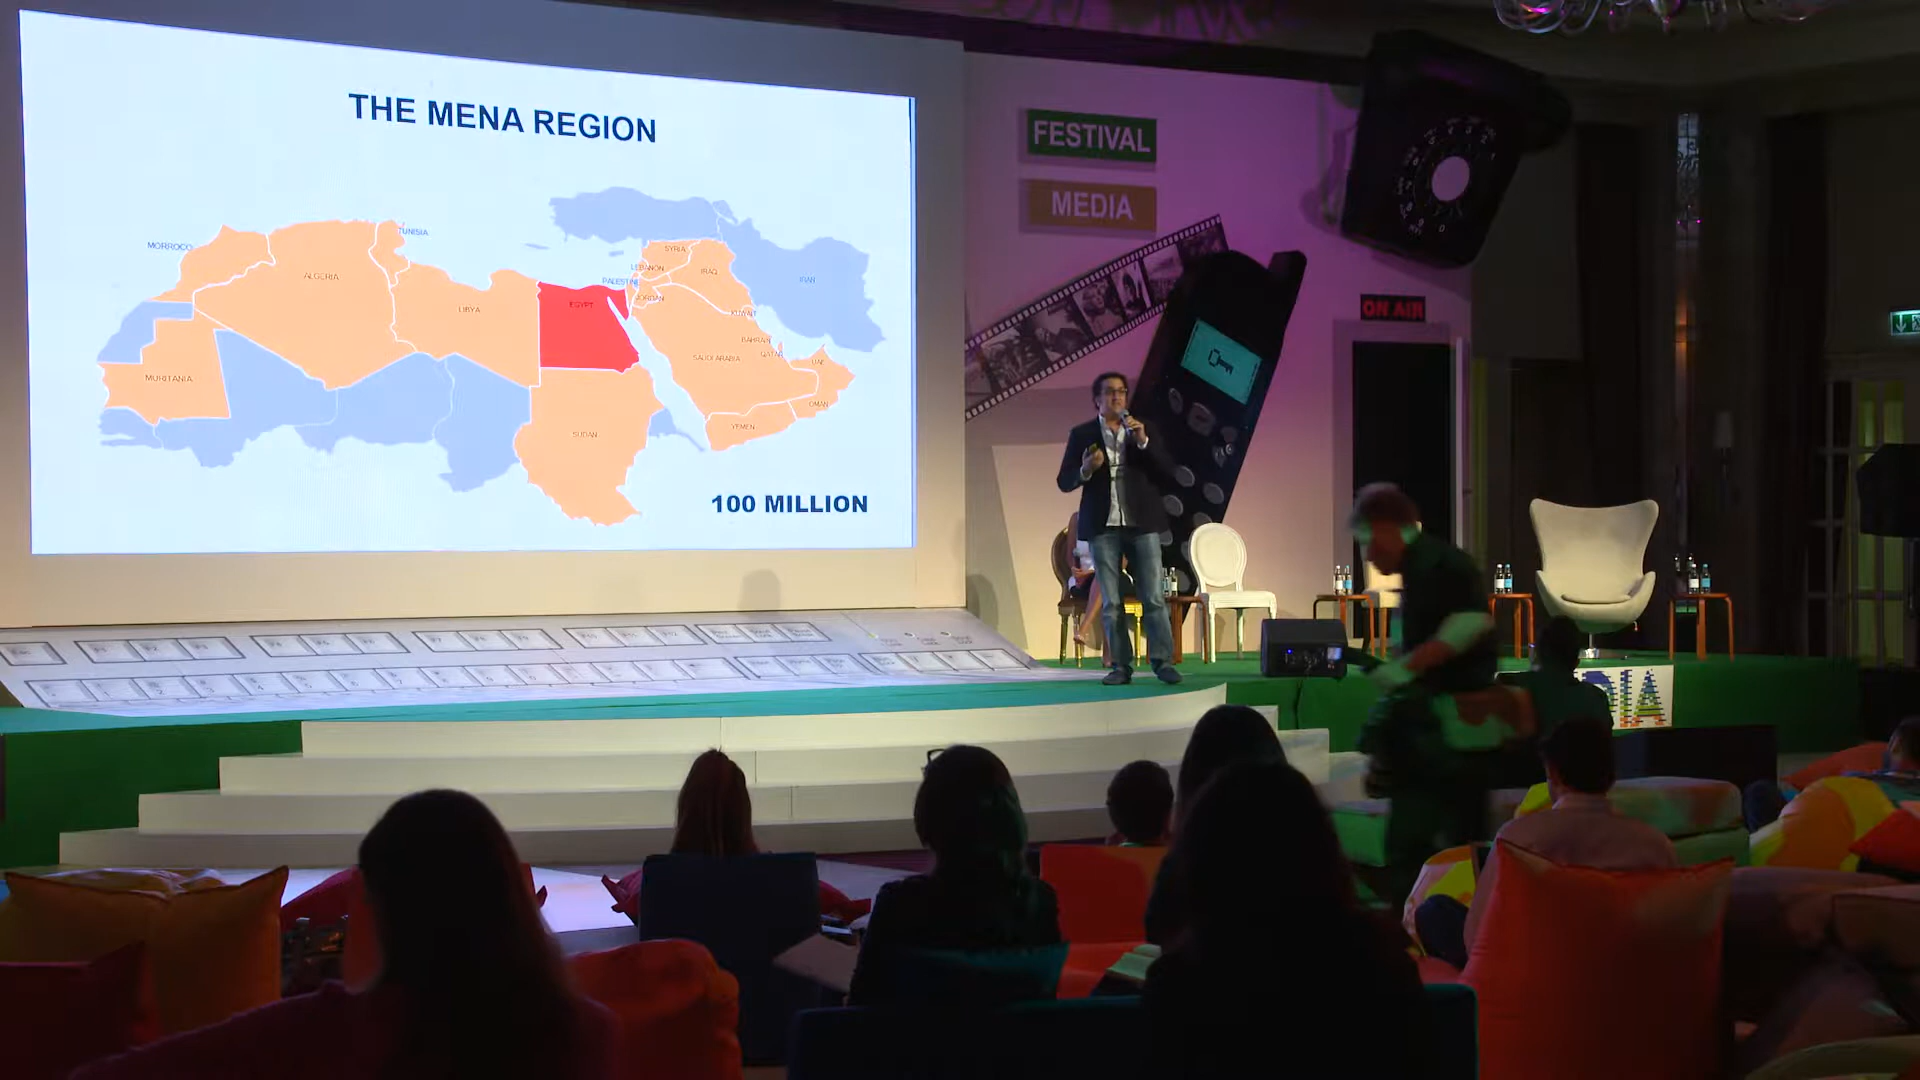 THE MENA REGION
MORROCO
TUNISIA
ALGERIA
LIBYA
EGYPT
SYRIA
LEBANON
IRAQ
IRAN
PALESTINE
JORDAN
KUWAIT
BAHRAIN
QATAR
SAUDI ARABIA
UAE
OMAN
YEMEN
MURITANIA
SUDAN
100 MILLION
FESTIVAL
MEDIA
ON AIR
DIA